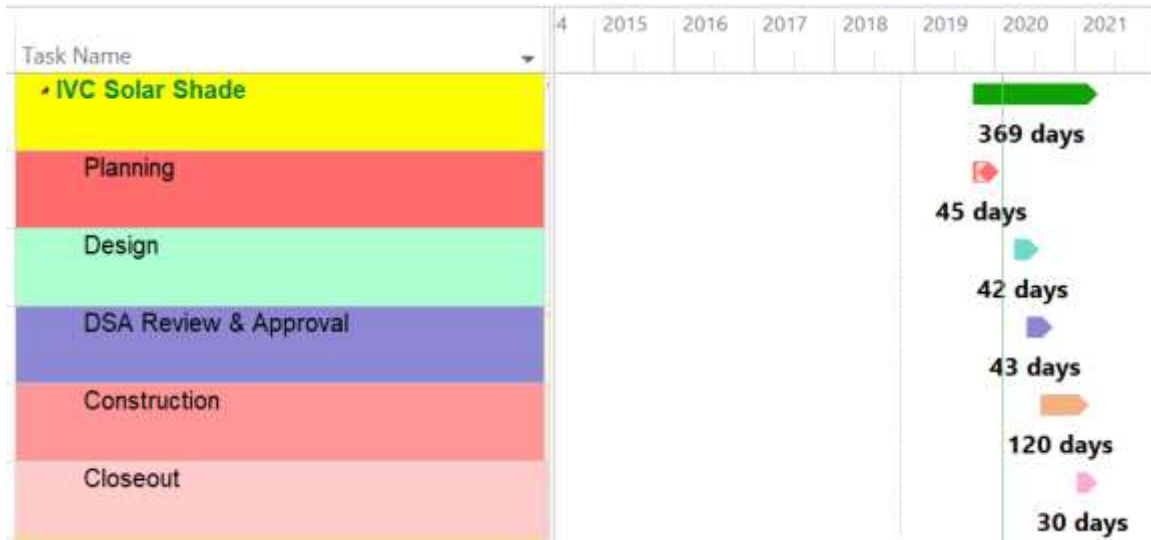 4 2015 2016 2017 2018 2019 2020 2021
Task Name
IVC Solar Shade
369 days
Planning
45 days
Design
42 days
DSA Review & Approval
43 days
Construction
120 days
Closeout
30 days